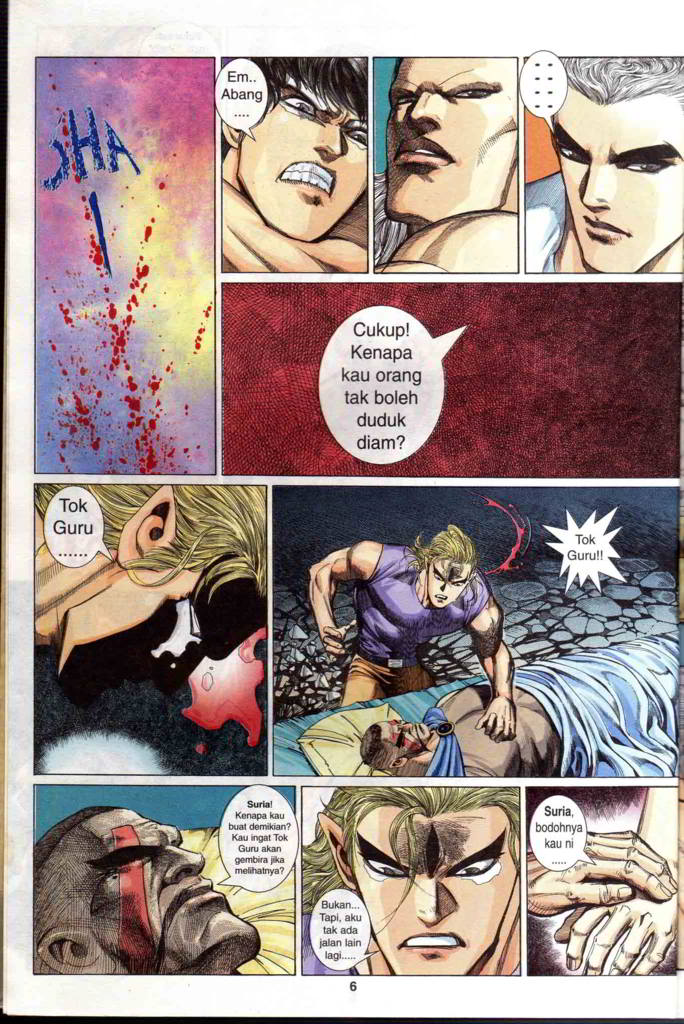 SHA
Em..
Abang
....
Cukup!
Kenapa
kau orang
tak boleh
duduk
diam?
Tok
Guru
......
Tok
Guru!!
Suria!
Kenapa kau
buat demikian?
Kau ingat Tok
Guru akan
gembira jika
melihatnya?
Bukan...
Tapi, aku
tak ada
jalan lain
lagi.....
Suria,
bodohnya
kau ni
.....
6